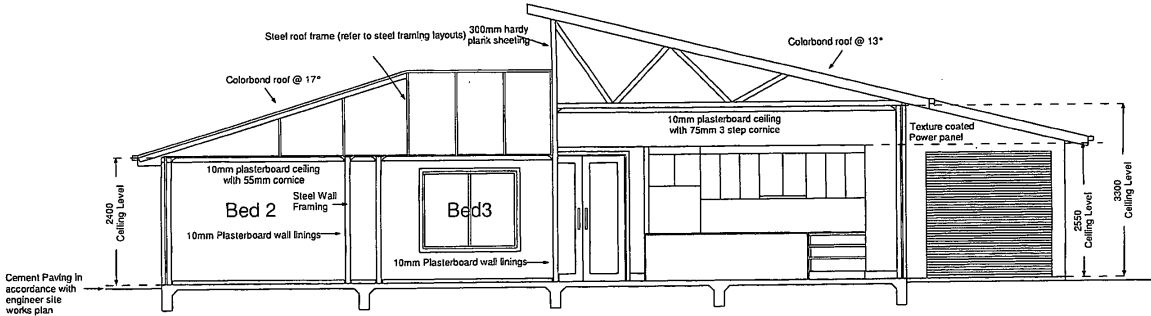 Steel roof frame (refer to steel framing layouts)
300mm hardy
plank sheeting
Colorbond roof @ 13°
Colorbond roof @ 17°
10mm plasterboard ceiling
with 75mm 3 step cornice
Texture coated
Power panel
10mm plasterboard ceiling
with 55mm cornice
Steel Wall
Framing
Bed 2
Bed3
10mm Plasterboard wall linings
10mm Plasterboard wall linings
2400
Ceiling Level
2550
Ceiling Level
3300
Ceiling Level
Cement Paving in
accordance with
engineer site
works plan